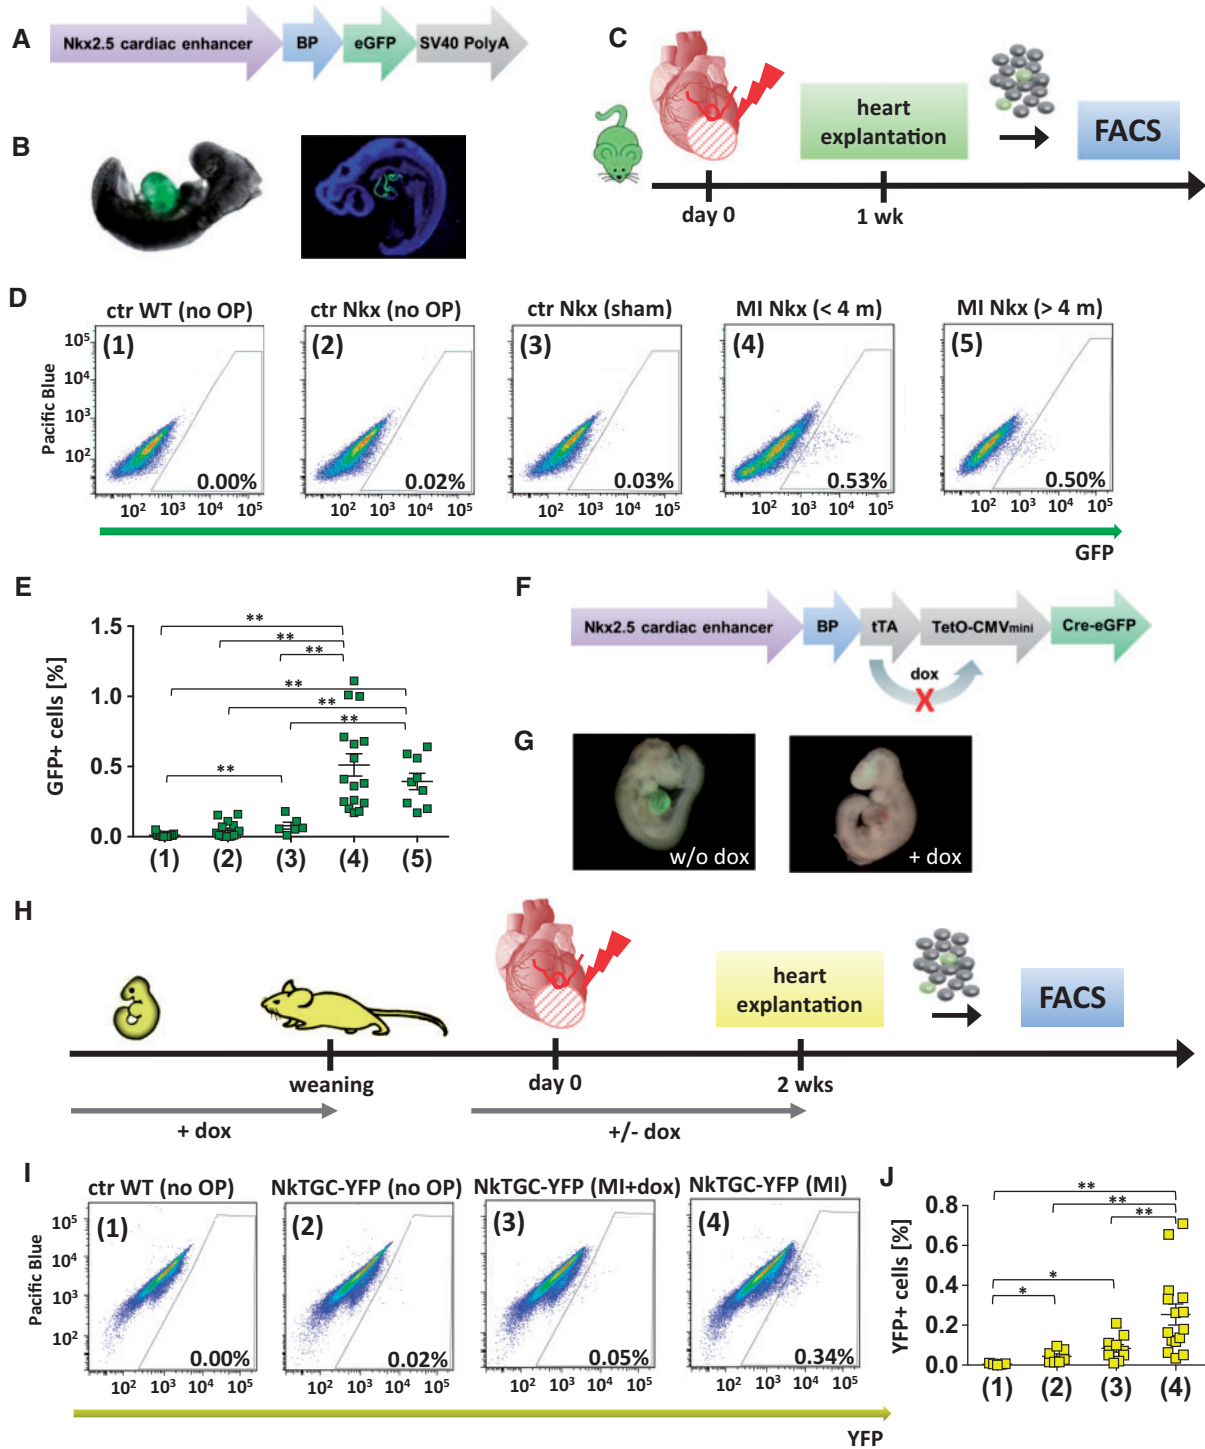 A
Nkx2.5 cardiac enhancer BP eGFP SV40 PolyA
B
C
heart
explantation
FACS
day 0 1 wk
D
ctr WT (no OP) ctr Nkx (no OP) ctr Nkx (sham) MI Nkx (< 4 m) MI Nkx (> 4 m)
Pacific Blue
10⁵
10⁴
10³
10²
(1) (2) (3) (4) (5)
0.00% 0.02% 0.03% 0.53% 0.50%
10² 10³ 10⁴ 10⁵ 10² 10³ 10⁴ 10⁵ 10² 10³ 10⁴ 10⁵ 10² 10³ 10⁴ 10⁵ 10² 10³ 10⁴ 10⁵
GFP
E
GFP+ cells [%]
1.5
1.0
0.5
0.0
**
**
**
**
**
**
**
(1) (2) (3) (4) (5)
F
Nkx2.5 cardiac enhancer BP tTA TetO-CMVmini Cre-eGFP
dox
X
G
w/o dox + dox
H
heart
explantation
FACS
weaning day 0 2 wks
+ dox +/- dox
I
ctr WT (no OP) NkTGC-YFP (no OP) NkTGC-YFP (MI+dox) NkTGC-YFP (MI)
Pacific Blue
10⁵
10⁴
10³
10²
(1) (2) (3) (4)
0.00% 0.02% 0.05% 0.34%
10² 10³ 10⁴ 10⁵ 10² 10³ 10⁴ 10⁵ 10² 10³ 10⁴ 10⁵ 10² 10³ 10⁴ 10⁵
YFP
J
YFP+ cells [%]
0.8
0.6
0.4
0.2
0.0
**
**
**
*
*
(1) (2) (3) (4)